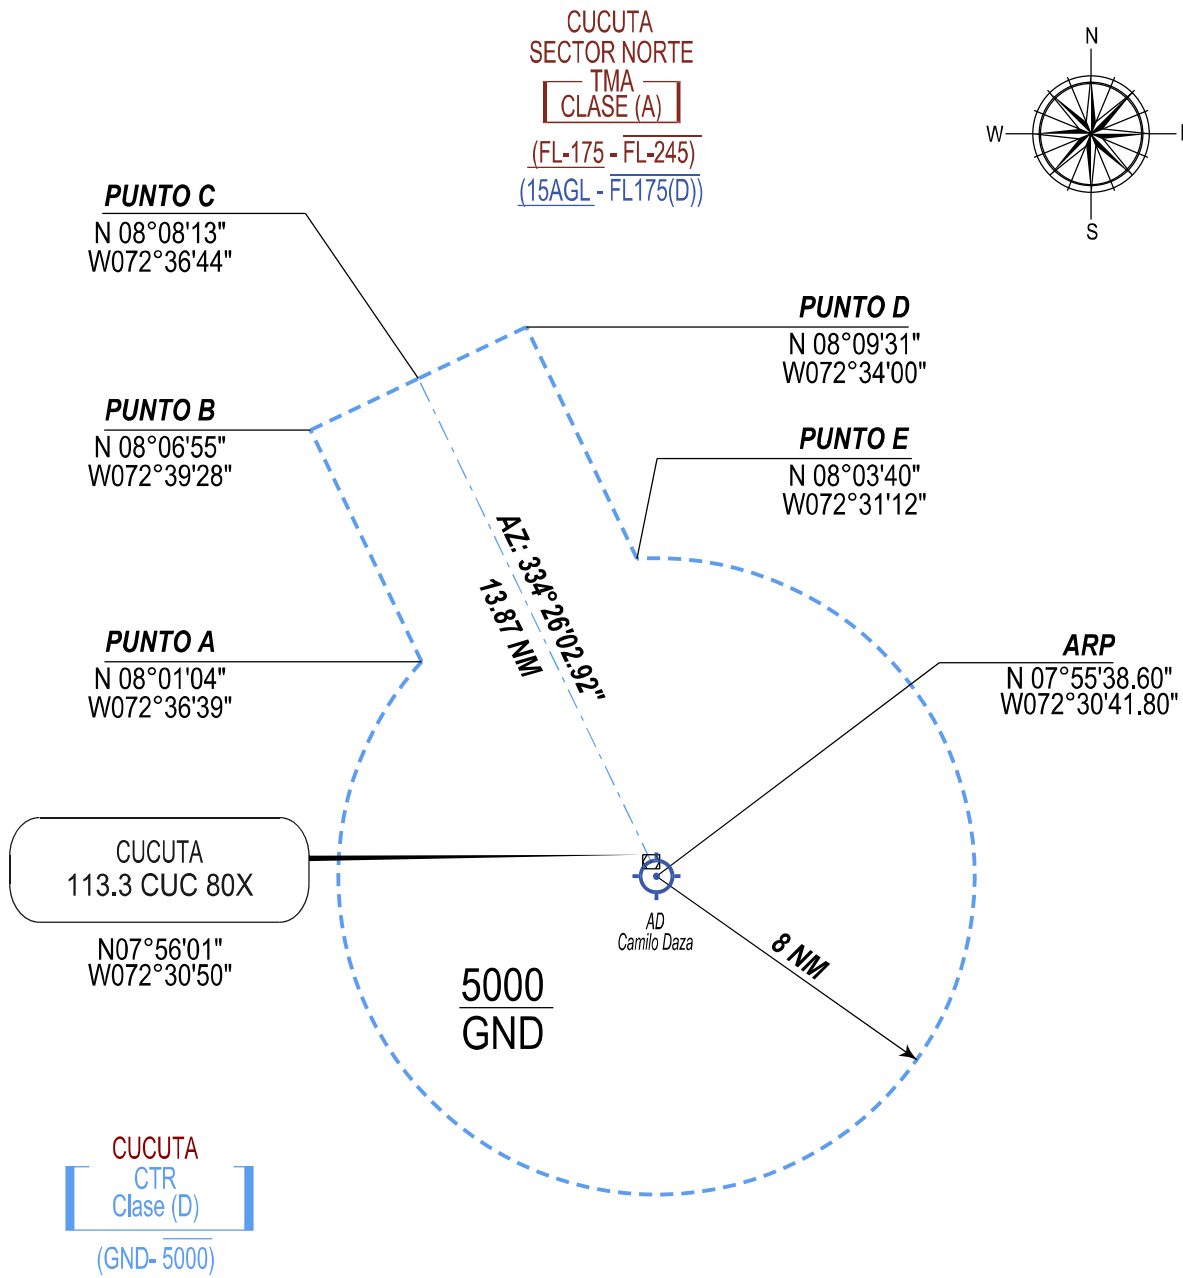 CUCUTA
SECTOR NORTE
TMA
CLASE (A)
(FL-175 - FL-245)
(15AGL - FL175(D))
N
W
E
S
PUNTO C
N 08°08'13"
W072°36'44"
PUNTO D
N 08°09'31"
W072°34'00"
PUNTO B
N 08°06'55"
W072°39'28"
PUNTO E
N 08°03'40"
W072°31'12"
AZ: 334°26'02.92"
13.87 NM
PUNTO A
N 08°01'04"
W072°36'39"
ARP
N 07°55'38.60"
W072°30'41.80"
CUCUTA
113.3 CUC 80X
N07°56'01"
W072°30'50"
AD
Camilo Daza
8 NM
5000
GND
CUCUTA
CTR
Clase (D)
(GND- 5000)